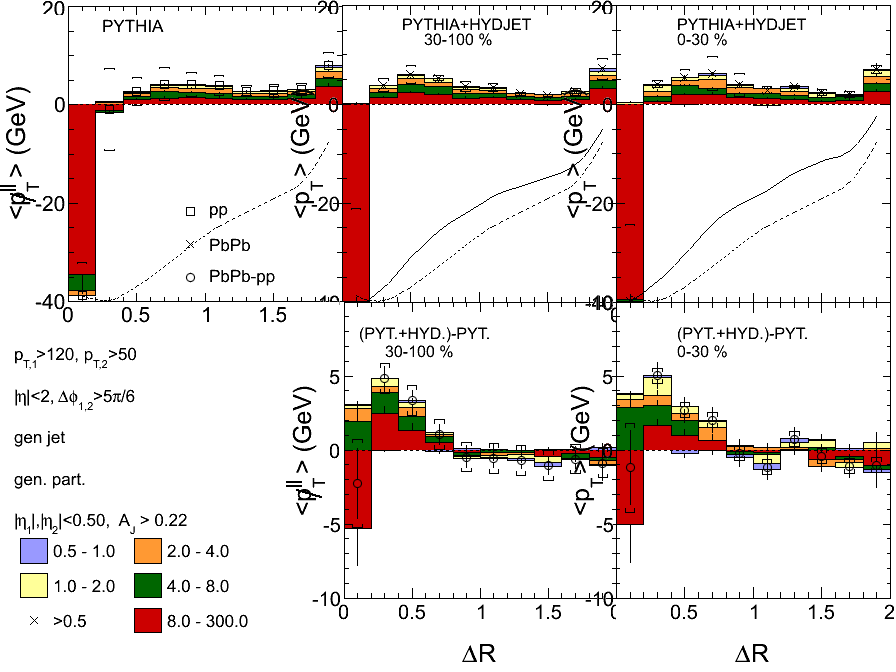 20
PYTHIA
0
-20
-40
<p_T^||> (GeV)
pp
PbPb
PbPb-pp
0 0.5 1 1.5
20
PYTHIA+HYDJET
30-100 %
0
-20
-40
<p_T> (GeV)
20
PYTHIA+HYDJET
0-30 %
0
-20
-40
<p_T> (GeV)
p_T,1>120, p_T,2>50
|η|<2, Δϕ_1,2>5π/6
gen jet
gen. part.
|η_1|,|η_2|<0.50, A_J > 0.22
0.5 - 1.0 2.0 - 4.0
1.0 - 2.0 4.0 - 8.0
>0.5 8.0 - 300.0
(PYT.+HYD.)-PYT.
30-100 %
5
0
-5
-10
<p_T^||> (GeV)
0 0.5 1 1.5
ΔR
(PYT.+HYD.)-PYT.
0-30 %
5
0
-5
-10
<p_T> (GeV)
0.5 1 1.5 2
ΔR